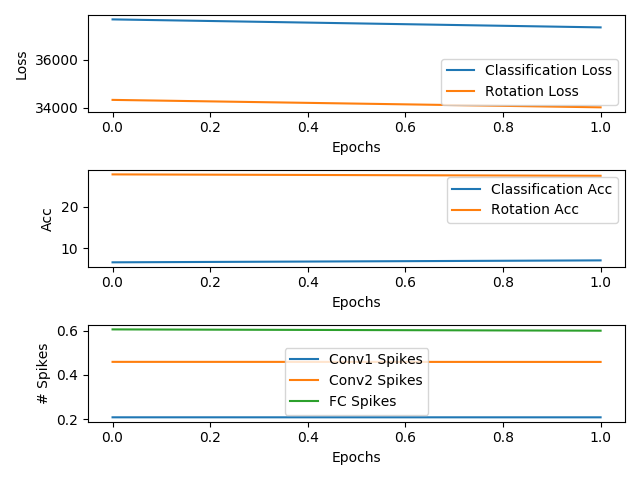 Loss
36000
34000
Classification Loss
Rotation Loss
0.0 0.2 0.4 0.6 0.8 1.0
Epochs
Acc
20
10
Classification Acc
Rotation Acc
0.0 0.2 0.4 0.6 0.8 1.0
Epochs
# Spikes
0.6
0.4
0.2
Conv1 Spikes
Conv2 Spikes
FC Spikes
0.0 0.2 0.4 0.6 0.8 1.0
Epochs